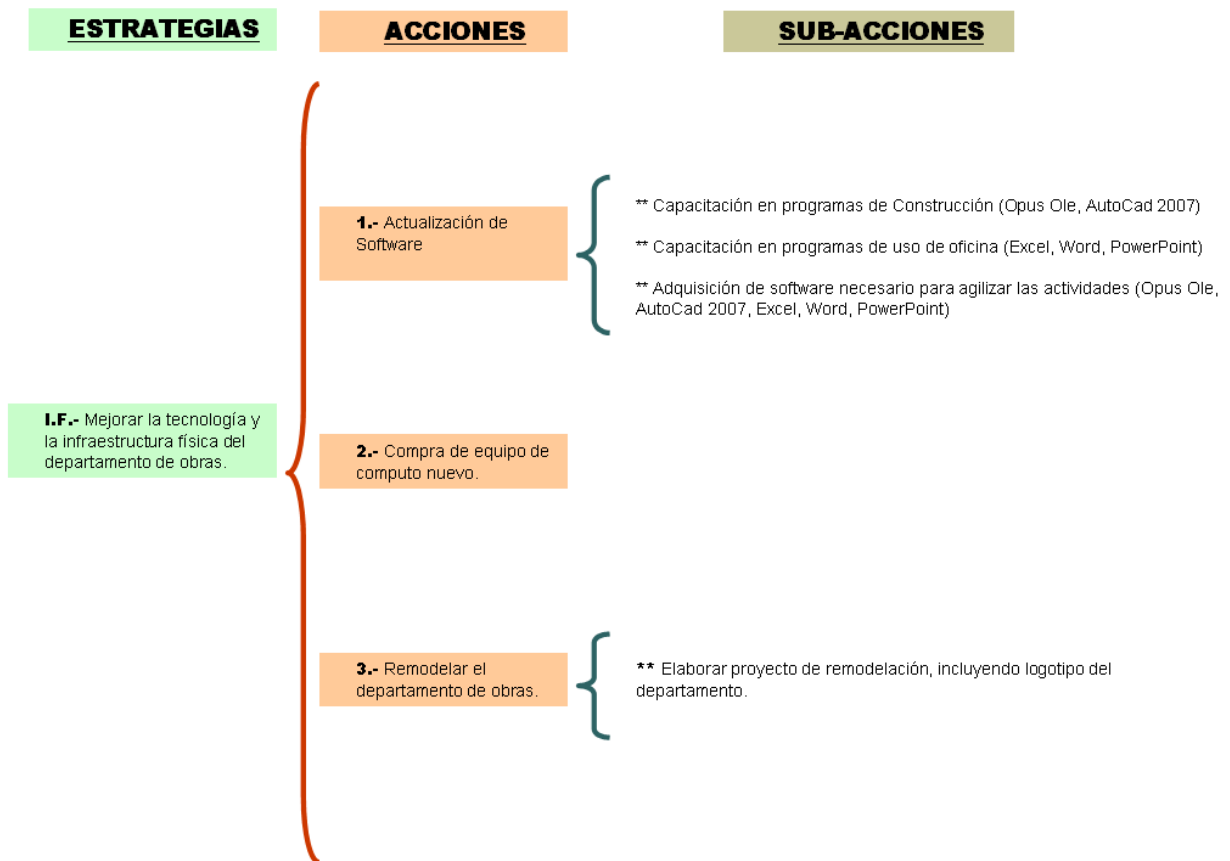 ESTRATEGIAS
ACCIONES
SUB-ACCIONES
1.- Actualización de
Software
** Capacitación en programas de Construcción (Opus Ole, AutoCad 2007)
** Capacitación en programas de uso de oficina (Excel, Word, PowerPoint)
** Adquisición de software necesario para agilizar las actividades (Opus Ole,
AutoCad 2007, Excel, Word, PowerPoint)
I.F.- Mejorar la tecnología y
la infraestructura física del
departamento de obras.
2.- Compra de equipo de
computo nuevo.
3.- Remodelar el
departamento de obras.
** Elaborar proyecto de remodelación, incluyendo logotipo del
departamento.